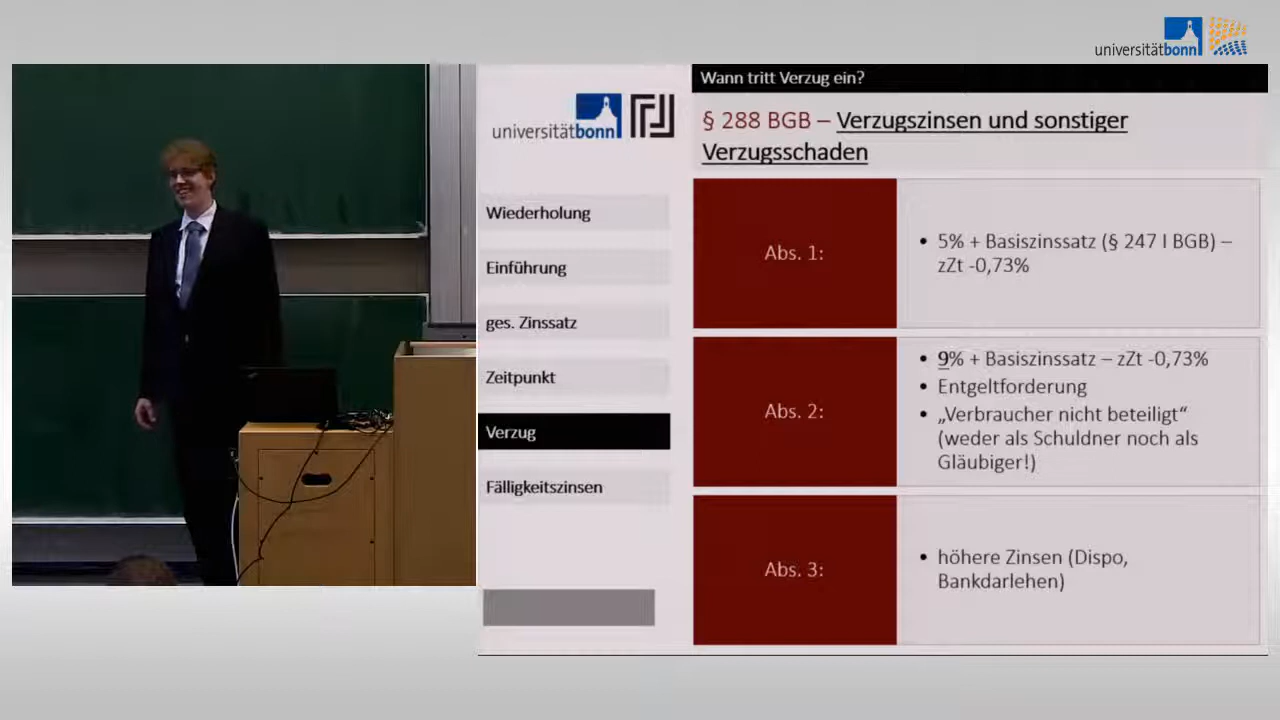 universitätbonn
Wann tritt Verzug ein?
universitätbonn
§ 288 BGB – Verzugszinsen und sonstiger
Verzugsschaden
Wiederholung
Einführung
ges. Zinssatz
Zeitpunkt
Verzug
Fälligkeitszinsen
Abs. 1:
• 5% + Basiszinssatz (§ 247 I BGB) –
zZt -0,73%
Abs. 2:
• 9% + Basiszinssatz – zZt -0,73%
• Entgeltforderung
• „Verbraucher nicht beteiligt“
(weder als Schuldner noch als
Gläubiger!)
Abs. 3:
• höhere Zinsen (Dispo,
Bankdarlehen)